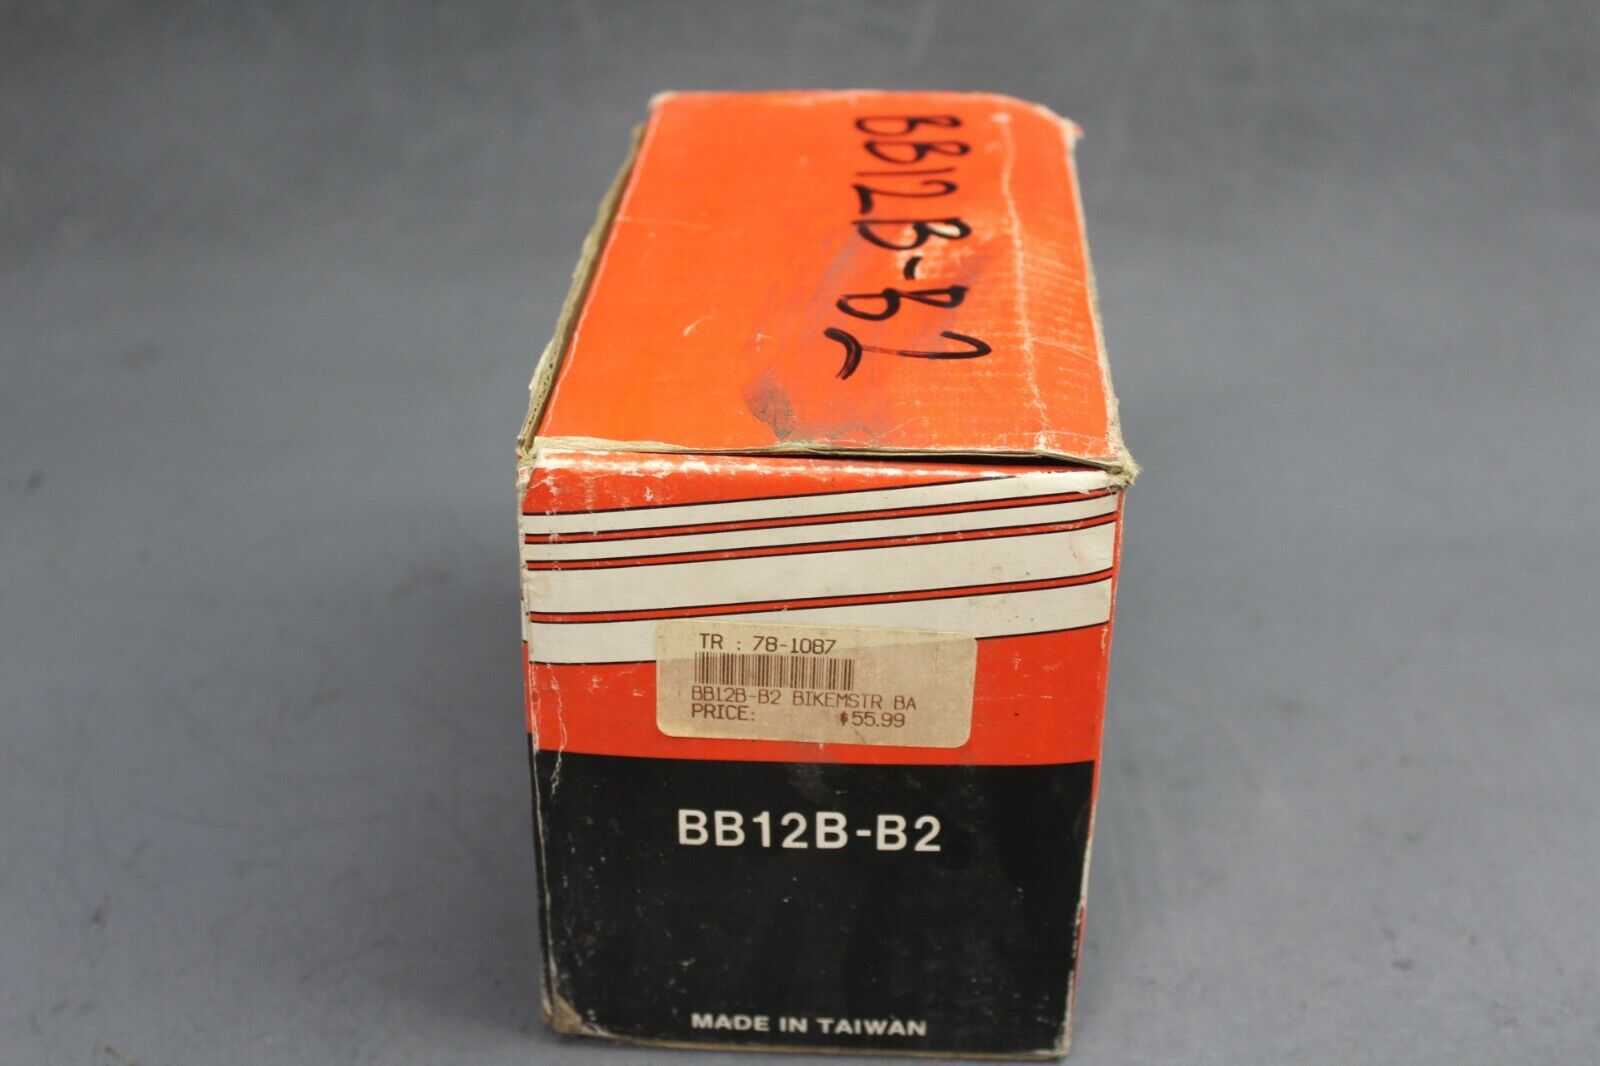 BB12B-B2
TR : 78-1087
BB12B-B2 BIKEMSTR BA
PRICE: $55.99
BB12B-B2
MADE IN TAIWAN